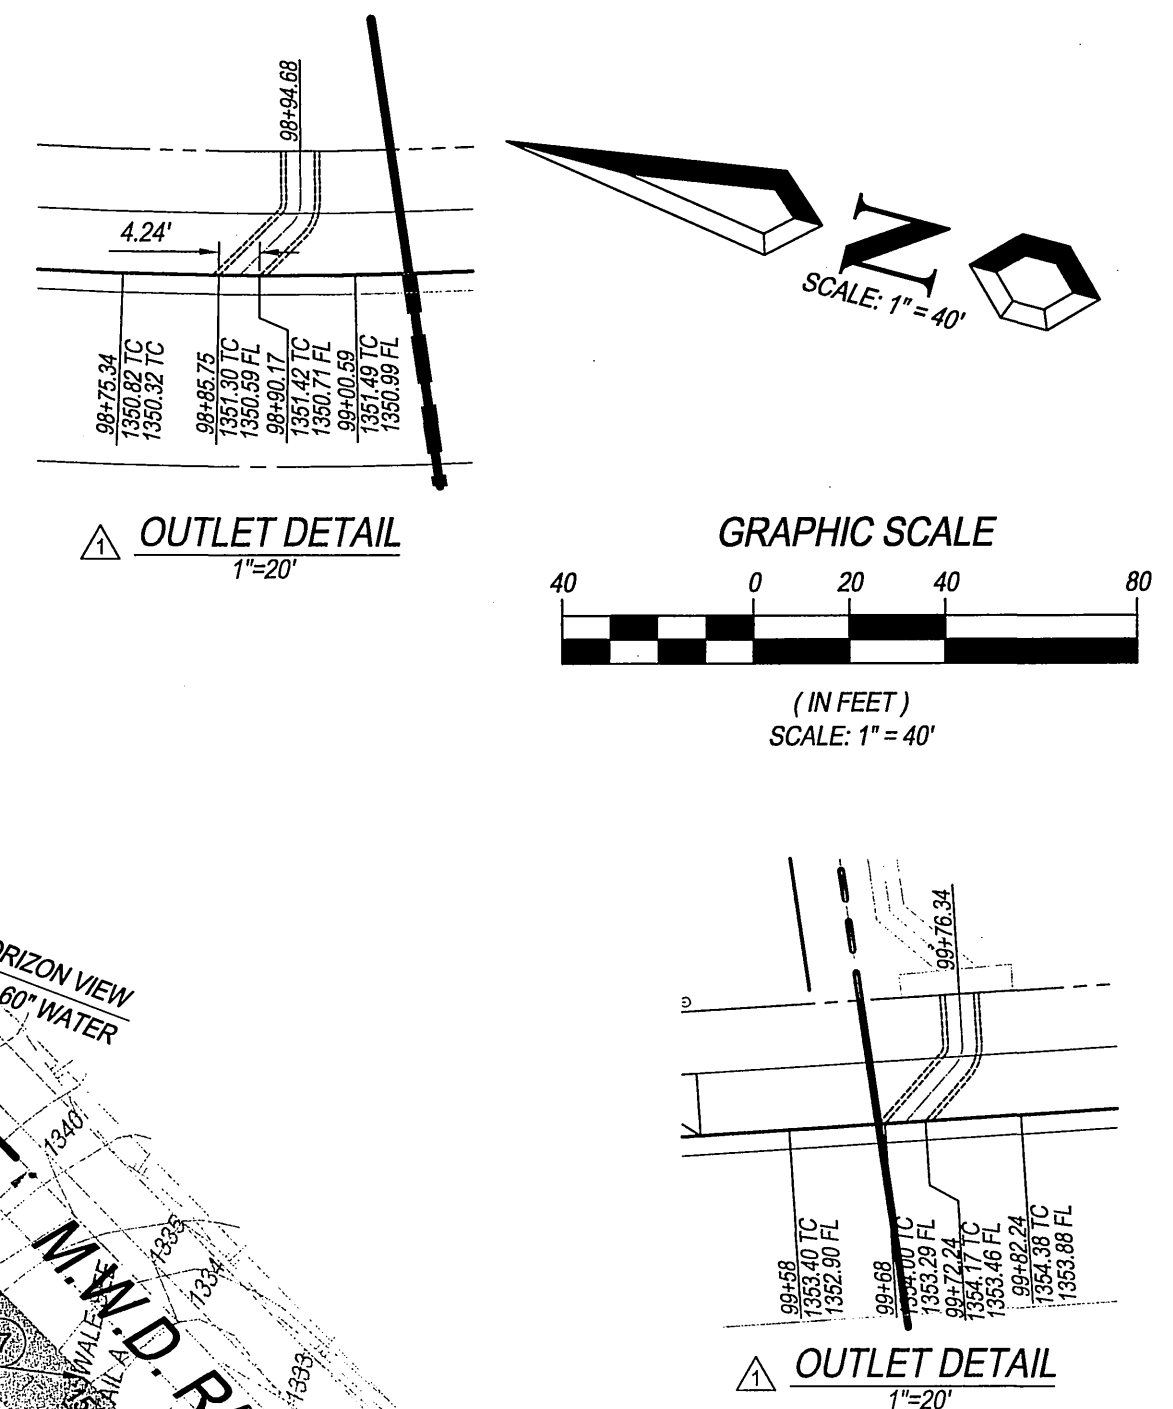 98+94.68
4.24'
98+75.34
1350.82 TC
1350.32 TC
98+85.75
1351.30 TC
1350.59 FL
98+90.17
1351.42 TC
1350.71 FL
99+00.59
1351.49 TC
1350.99 FL
1 OUTLET DETAIL
1"=20'
N
SCALE: 1" = 40'
GRAPHIC SCALE
40 0 20 40 80
( IN FEET )
SCALE: 1" = 40'
99+76.34
99+58
1353.40 TC
1352.90 FL
99+68
1354.00 TC
1353.29 FL
99+72.24
1354.17 TC
1353.46 FL
99+82.24
1354.38 TC
1353.88 FL
1 OUTLET DETAIL
1"=20'
ORIZON VIEW
60" WATER
1340
1335
1334
1333
M.W.D.